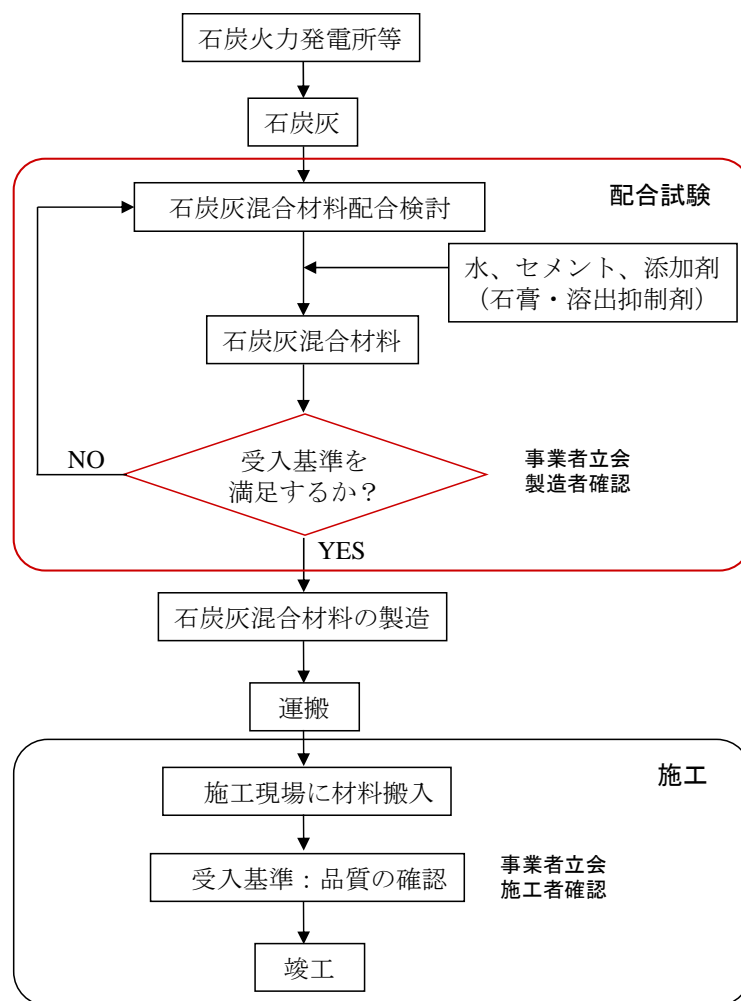 石炭火力発電所等
石炭灰
配合試験
石炭灰混合材料配合検討
水、セメント、添加剤
（石膏・溶出抑制剤）
石炭灰混合材料
NO
受入基準を
満足するか？
事業者立会
製造者確認
YES
石炭灰混合材料の製造
運搬
施工
施工現場に材料搬入
受入基準：品質の確認
事業者立会
施工者確認
竣工